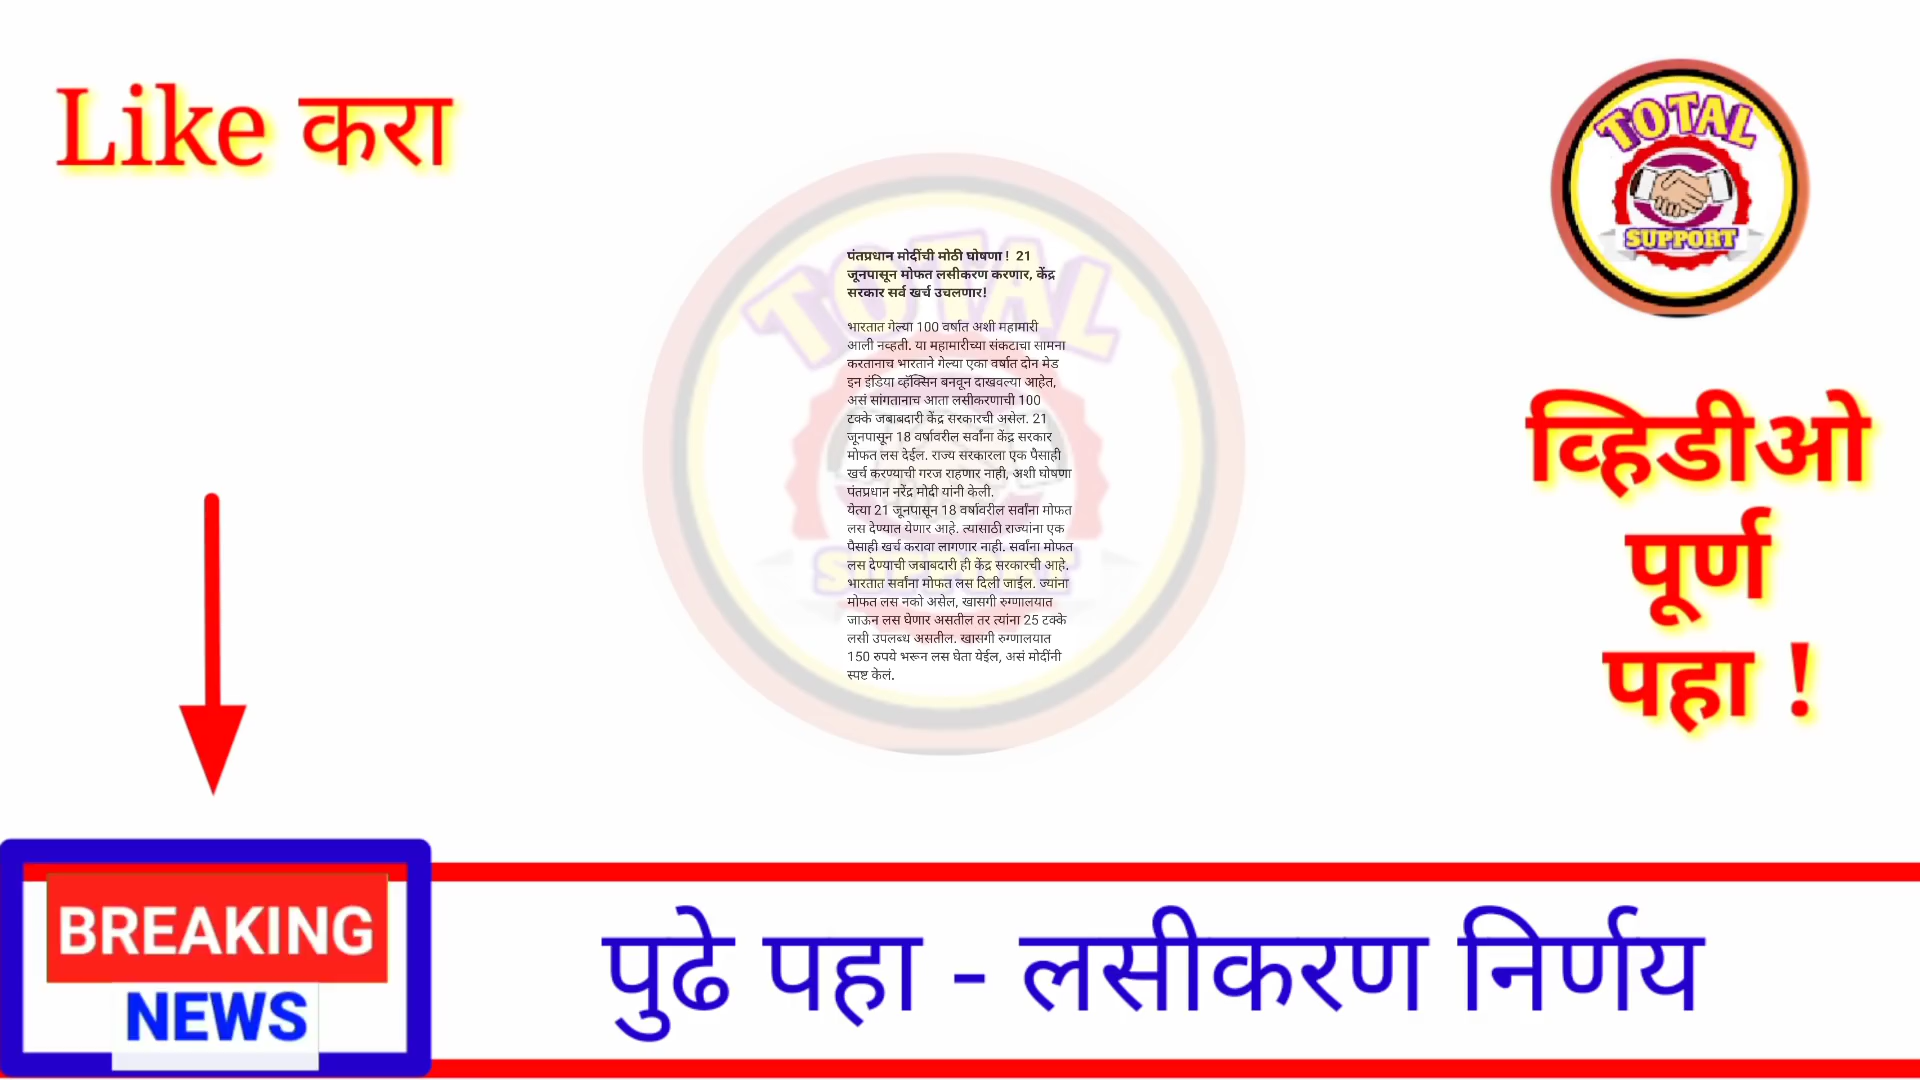 Like करा
TOTAL
SUPPORT
पंतप्रधान मोदींची मोठी घोषणा ! 21
जूनपासून मोफत लसीकरण करणार, केंद्र
सरकार सर्व खर्च उचलणार!
भारतात गेल्या 100 वर्षात अशी महामारी
आली नव्हती. या महामारीच्या संकटाचा सामना
करतानाच भारताने गेल्या एका वर्षात दोन मेड
इन इंडिया व्हॅक्सिन बनवून दाखवल्या आहेत,
असं सांगतानाच आता लसीकरणाची 100
टक्के जबाबदारी केंद्र सरकारची असेल. 21
जूनपासून 18 वर्षावरील सर्वांना केंद्र सरकार
मोफत लस देईल. राज्य सरकारला एक पैसाही
खर्च करण्याची गरज राहणार नाही, अशी घोषणा
पंतप्रधान नरेंद्र मोदी यांनी केली.
येत्या 21 जूनपासून 18 वर्षावरील सर्वांना मोफत
लस देण्यात येणार आहे. त्यासाठी राज्यांना एक
पैसाही खर्च करावा लागणार नाही. सर्वांना मोफत
लस देण्याची जबाबदारी ही केंद्र सरकारची आहे.
भारतात सर्वांना मोफत लस दिली जाईल. ज्यांना
मोफत लस नको असेल, खासगी रुग्णालयात
जाऊन लस घेणार असतील तर त्यांना 25 टक्के
लसी उपलब्ध असतील. खासगी रुग्णालयात
150 रुपये भरून लस घेता येईल, असं मोदींनी
स्पष्ट केलं.
TOTAL
SUPPORT
व्हिडीओ
पूर्ण
पहा !
BREAKING
NEWS
पुढे पहा - लसीकरण निर्णय